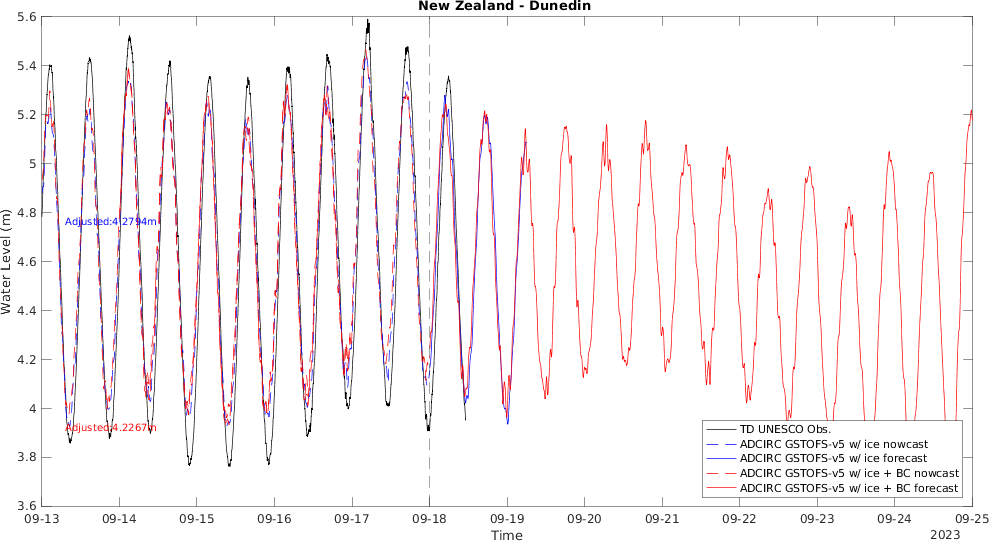 New Zealand - Dunedin
5.6
5.4
5.2
5
4.8
4.6
4.4
4.2
4
3.8
3.6
Water Level (m)
Adjusted:4.2794m
Adjusted:4.2267m
TD UNESCO Obs.
ADCIRC GSTOFS-v5 w/ ice nowcast
ADCIRC GSTOFS-v5 w/ ice forecast
ADCIRC GSTOFS-v5 w/ ice + BC nowcast
ADCIRC GSTOFS-v5 w/ ice + BC forecast
09-13 09-14 09-15 09-16 09-17 09-18 09-19 09-20 09-21 09-22 09-23 09-24 09-25
Time
2023